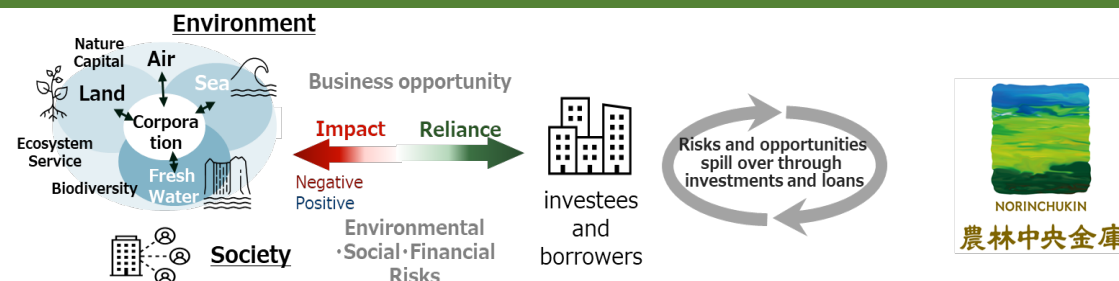 Environment
Nature
Capital
Air
Sea
Land
Corpora
tion
Ecosystem
Service
Biodiversity
Fresh
Water
Society
Business opportunity
Impact
Reliance
Negative
Positive
Environmental
・Social・Financial
Risks
investees
and
borrowers
Risks and opportunities
spill over through
investments and loans
NORINCHUKIN
農林中央金庫